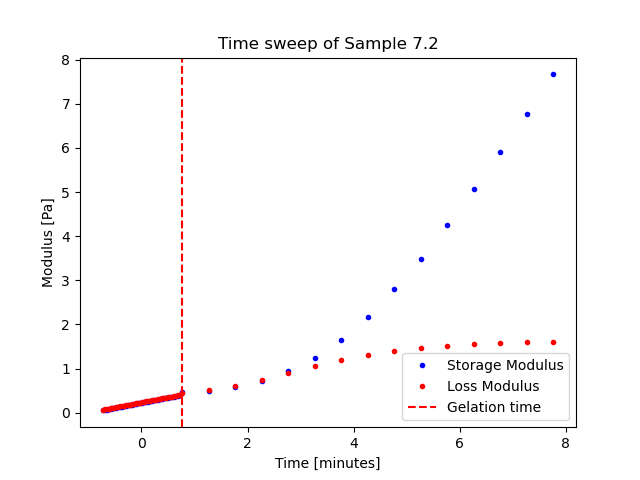 Time sweep of Sample 7.2
Modulus [Pa]
8
7
6
5
4
3
2
1
0
Storage Modulus
Loss Modulus
Gelation time
0
2
4
6
8
Time [minutes]